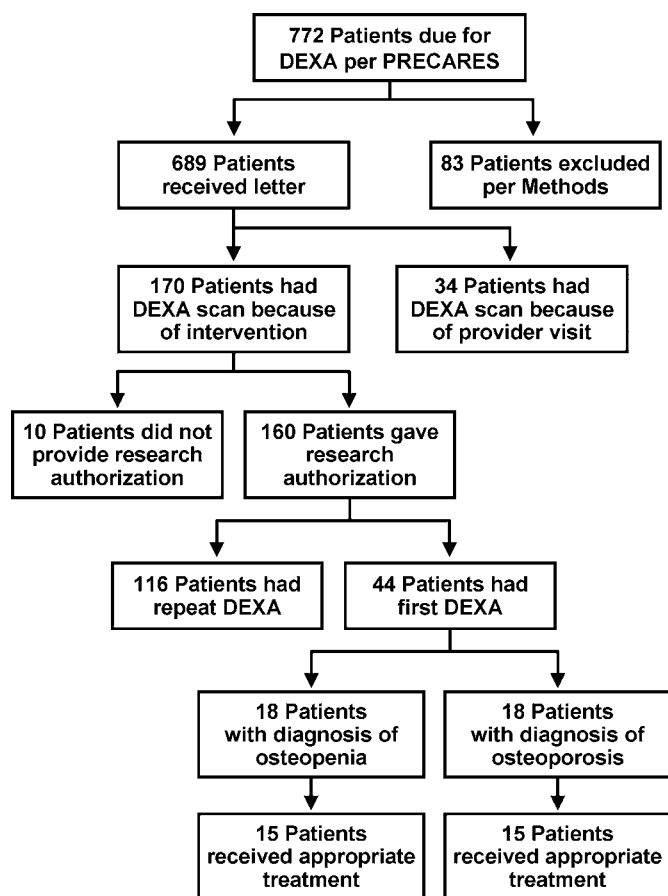 772 Patients due for
DEXA per PRECARES
689 Patients
received letter
83 Patients excluded
per Methods
170 Patients had
DEXA scan because
of intervention
34 Patients had
DEXA scan because
of provider visit
10 Patients did not
provide research
authorization
160 Patients gave
research
authorization
116 Patients had
repeat DEXA
44 Patients had
first DEXA
18 Patients
with diagnosis of
osteopenia
18 Patients
with diagnosis of
osteoporosis
15 Patients
received appropriate
treatment
15 Patients
received appropriate
treatment